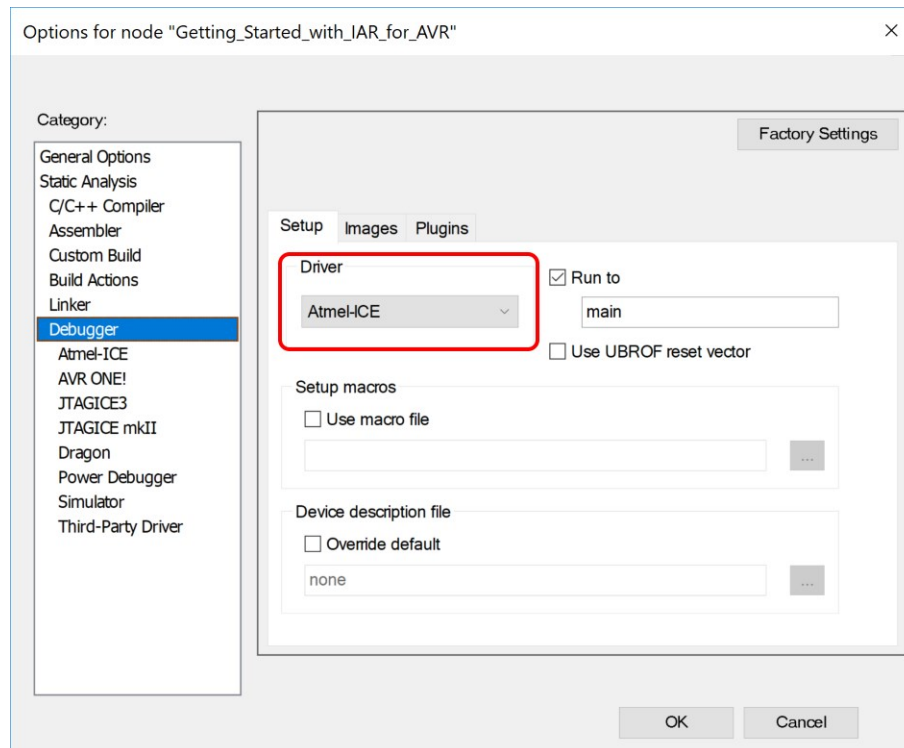 Options for node "Getting_Started_with_IAR_for_AVR"
Category:
General Options
Static Analysis
C/C++ Compiler
Assembler
Custom Build
Build Actions
Linker
Debugger
Atmel-ICE
AVR ONE!
JTAGICE3
JTAGICE mkII
Dragon
Power Debugger
Simulator
Third-Party Driver
Factory Settings
Setup Images Plugins
Driver
Atmel-ICE
Run to
main
Use UBROF reset vector
Setup macros
Use macro file
...
Device description file
Override default
none
...
OK Cancel